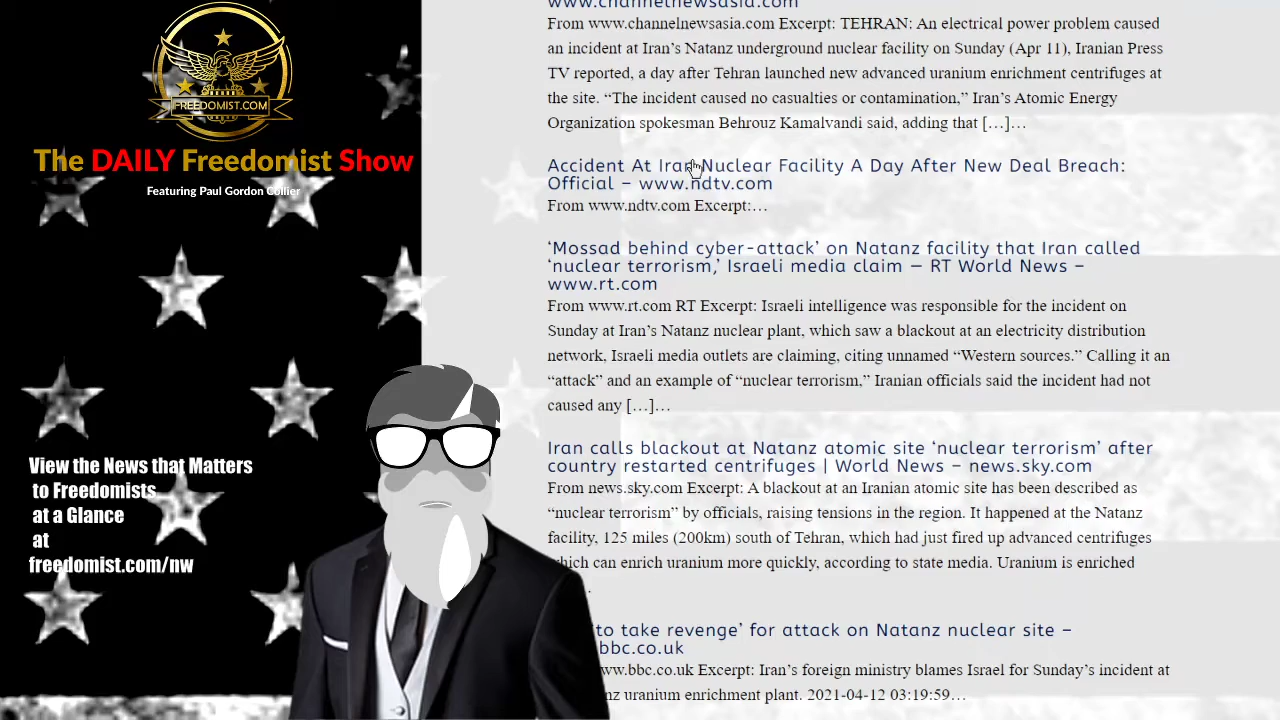 FREEDOMIST.COM
The DAILY Freedomist Show
Featuring Paul Gordon Collier
View the News that Matters
to Freedomists
at a Glance
at
freedomist.com/nw
www.channelnewsasia.com
From www.channelnewsasia.com Excerpt: TEHRAN: An electrical power problem caused
an incident at Iran’s Natanz underground nuclear facility on Sunday (Apr 11), Iranian Press
TV reported, a day after Tehran launched new advanced uranium enrichment centrifuges at
the site. “The incident caused no casualties or contamination,” Iran’s Atomic Energy
Organization spokesman Behrouz Kamalvandi said, adding that […]…
Accident At Iran Nuclear Facility A Day After New Deal Breach:
Official – www.ndtv.com
From www.ndtv.com Excerpt:…
‘Mossad behind cyber-attack’ on Natanz facility that Iran called
‘nuclear terrorism,’ Israeli media claim — RT World News –
www.rt.com
From www.rt.com RT Excerpt: Israeli intelligence was responsible for the incident on
Sunday at Iran’s Natanz nuclear plant, which saw a blackout at an electricity distribution
network, Israeli media outlets are claiming, citing unnamed “Western sources.” Calling it an
“attack” and an example of “nuclear terrorism,” Iranian officials said the incident had not
caused any […]…
Iran calls blackout at Natanz atomic site ‘nuclear terrorism’ after
country restarted centrifuges | World News – news.sky.com
From news.sky.com Excerpt: A blackout at an Iranian atomic site has been described as
“nuclear terrorism” by officials, raising tensions in the region. It happened at the Natanz
facility, 125 miles (200km) south of Tehran, which had just fired up advanced centrifuges
which can enrich uranium more quickly, according to state media. Uranium is enriched
to take revenge’ for attack on Natanz nuclear site –
bbc.co.uk
www.bbc.co.uk Excerpt: Iran’s foreign ministry blames Israel for Sunday’s incident at
uranium enrichment plant. 2021-04-12 03:19:59…